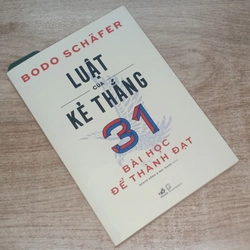 BODO SCHÄFER
LUẬT
CỦA
KẺ THẮNG
31
BÀI HỌC
ĐỂ THÀNH ĐẠT